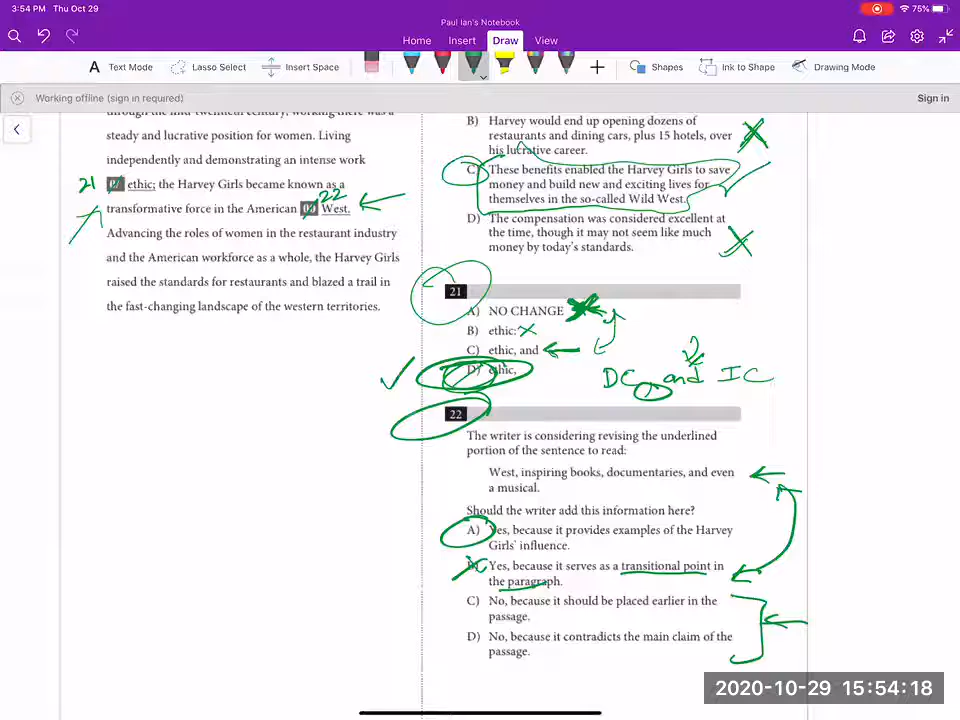 3:54 PM Thu Oct 29
75%
Paul Ian's Notebook
Home Insert Draw View
Text Mode Lasso Select Insert Space Shapes Ink to Shape Drawing Mode
Working offline (sign in required) Sign in
through the mid-twentieth century, working there was a
steady and lucrative position for women. Living
independently and demonstrating an intense work
21 ethic; the Harvey Girls became known as a
22
transformative force in the American West.
Advancing the roles of women in the restaurant industry
and the American workforce as a whole, the Harvey Girls
raised the standards for restaurants and blazed a trail in
the fast-changing landscape of the western territories.
B) Harvey would end up opening dozens of
restaurants and dining cars, plus 15 hotels, over
his lucrative career.
C) These benefits enabled the Harvey Girls to save
money and build new and exciting lives for
themselves in the so-called Wild West.
D) The compensation was considered excellent at
the time, though it may not seem like much
money by today's standards.
21
A) NO CHANGE
B) ethic:
C) ethic, and
D) ethic,
DC, and IC
22
The writer is considering revising the underlined
portion of the sentence to read:
West, inspiring books, documentaries, and even
a musical.
Should the writer add this information here?
A) Yes, because it provides examples of the Harvey
Girls' influence.
B) Yes, because it serves as a transitional point in
the paragraph.
C) No, because it should be placed earlier in the
passage.
D) No, because it contradicts the main claim of the
passage.
2020-10-29 15:54:18